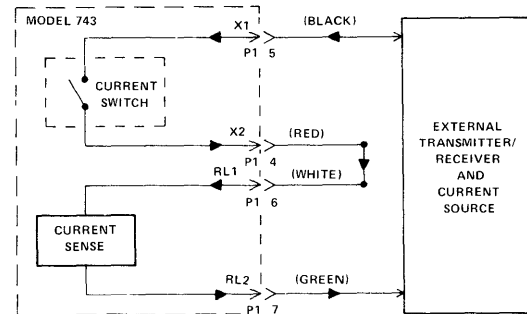 MODEL 743
X1
(BLACK)
P1 5
CURRENT
SWITCH
X2
(RED)
P1 4
RL1
(WHITE)
P1 6
CURRENT
SENSE
RL2
(GREEN)
P1 7
EXTERNAL
TRANSMITTER/
RECEIVER
AND
CURRENT
SOURCE